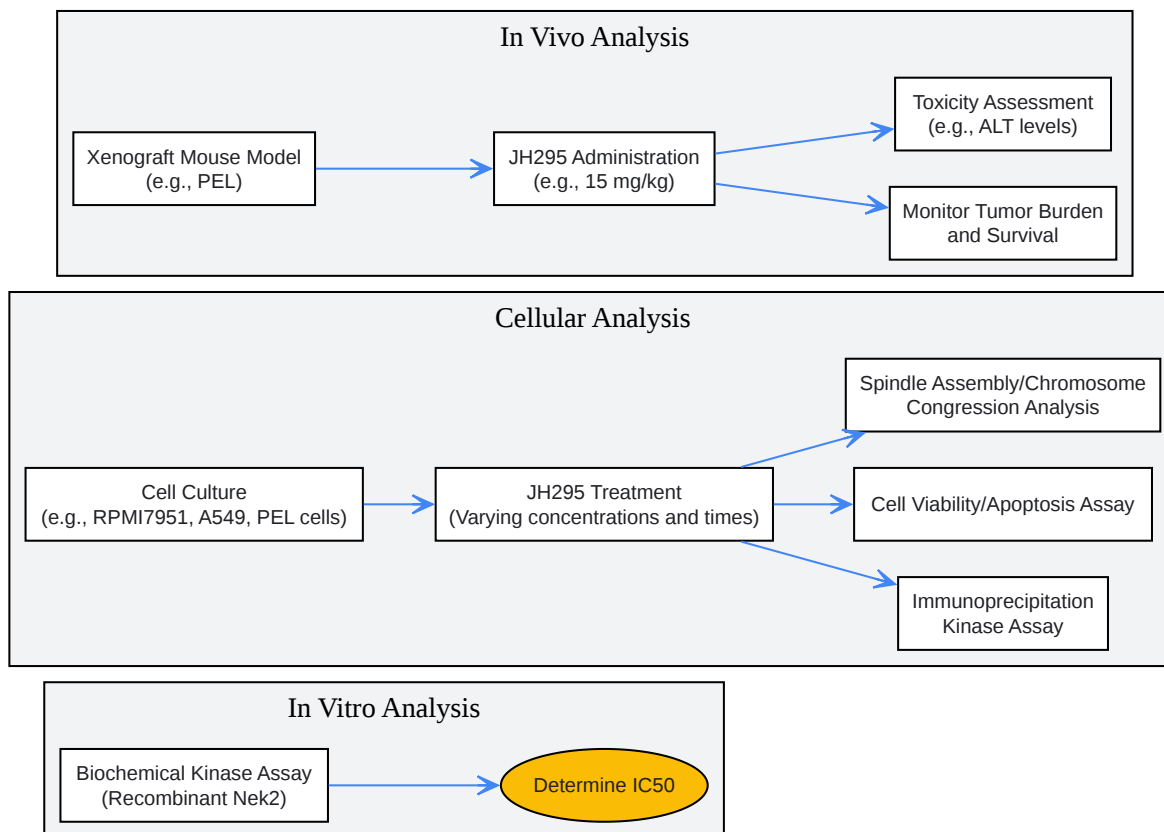 In Vivo Analysis
Xenograft Mouse Model
(e.g., PEL)
JH295 Administration
(e.g., 15 mg/kg)
Toxicity Assessment
(e.g., ALT levels)
Monitor Tumor Burden
and Survival
Cellular Analysis
Cell Culture
(e.g., RPMI7951, A549, PEL cells)
JH295 Treatment
(Varying concentrations and times)
Spindle Assembly/Chromosome
Congression Analysis
Cell Viability/Apoptosis Assay
Immunoprecipitation
Kinase Assay
In Vitro Analysis
Biochemical Kinase Assay
(Recombinant Nek2)
Determine IC50